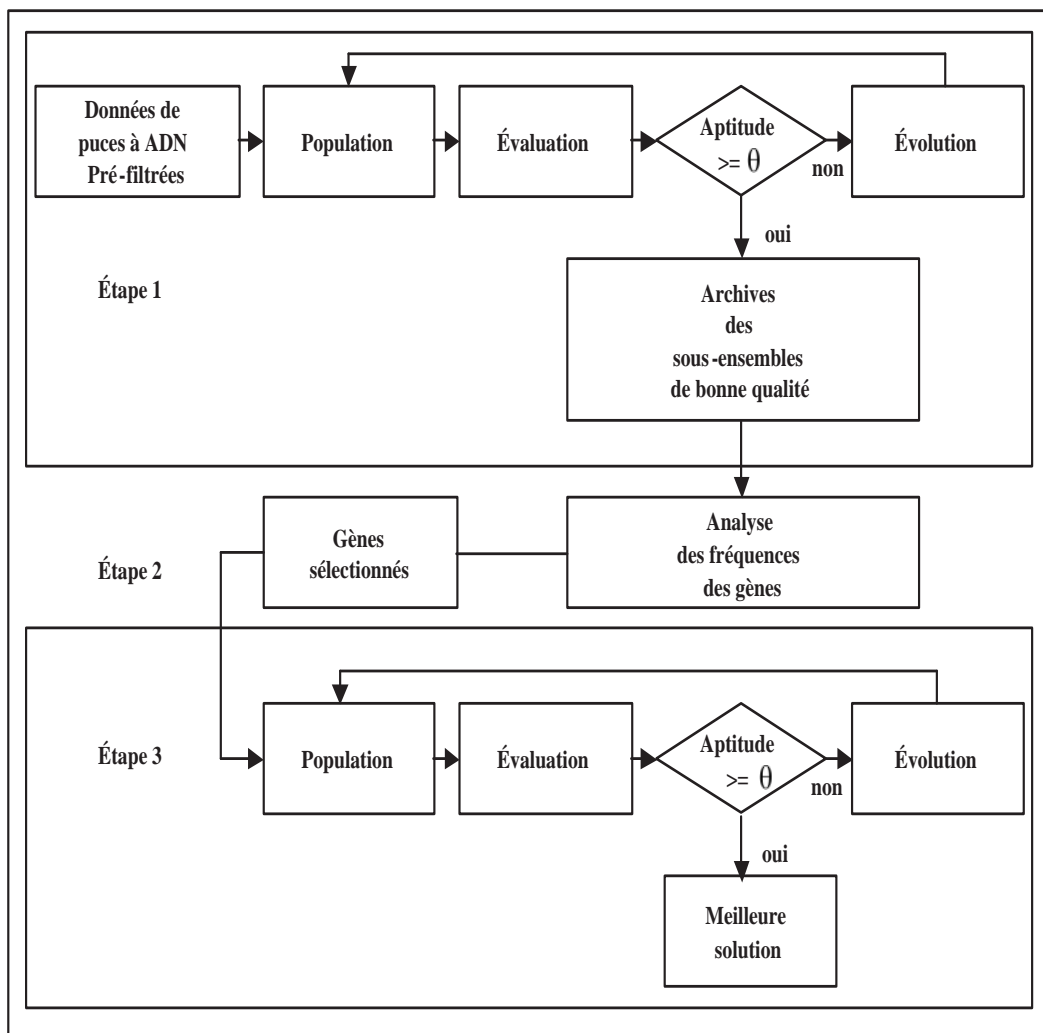 Données de
puces à ADN
Pré-filtrées
Population
Évaluation
Aptitude
>= θ
non
Évolution
oui
Étape 1
Archives
des
sous-ensembles
de bonne qualité
Étape 2
Gènes
sélectionnés
Analyse
des fréquences
des gènes
Étape 3
Population
Évaluation
Aptitude
>= θ
non
Évolution
oui
Meilleure
solution